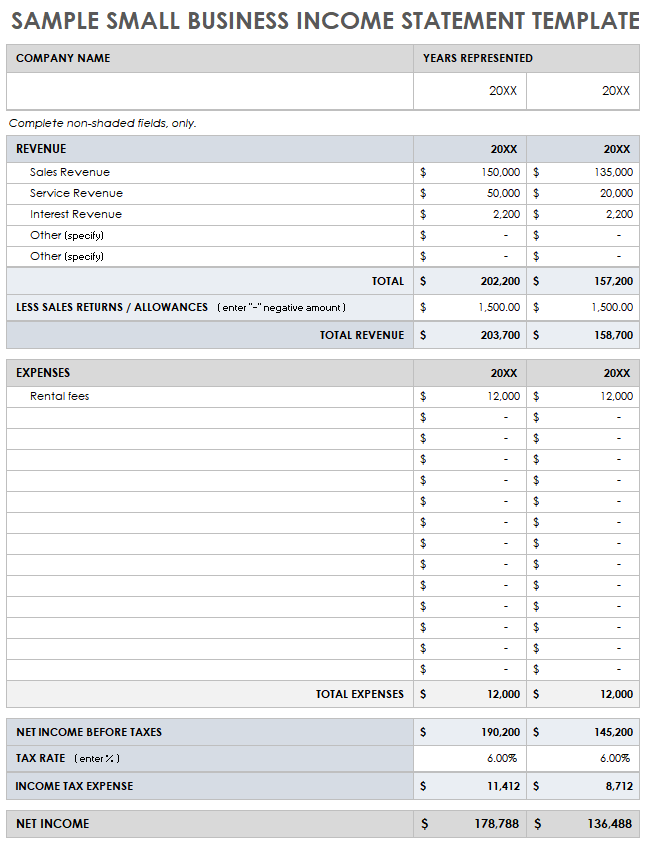 SAMPLE SMALL BUSINESS INCOME STATEMENT TEMPLATE
COMPANY NAME YEARS REPRESENTED
20XX 20XX
Complete non-shaded fields, only.
REVENUE 20XX 20XX
Sales Revenue $ 150,000 $ 135,000
Service Revenue $ 50,000 $ 20,000
Interest Revenue $ 2,200 $ 2,200
Other (specify) $ - $ -
Other (specify) $ - $ -
TOTAL $ 202,200 $ 157,200
LESS SALES RETURNS / ALLOWANCES (enter "-" negative amount) $ 1,500.00 $ 1,500.00
TOTAL REVENUE $ 203,700 $ 158,700
EXPENSES 20XX 20XX
Rental fees $ 12,000 $ 12,000
$ - $ -
$ - $ -
$ - $ -
$ - $ -
$ - $ -
$ - $ -
$ - $ -
$ - $ -
$ - $ -
$ - $ -
$ - $ -
$ - $ -
$ - $ -
TOTAL EXPENSES $ 12,000 $ 12,000
NET INCOME BEFORE TAXES $ 190,200 $ 145,200
TAX RATE (enter %) 6.00% 6.00%
INCOME TAX EXPENSE $ 11,412 $ 8,712
NET INCOME $ 178,788 $ 136,488